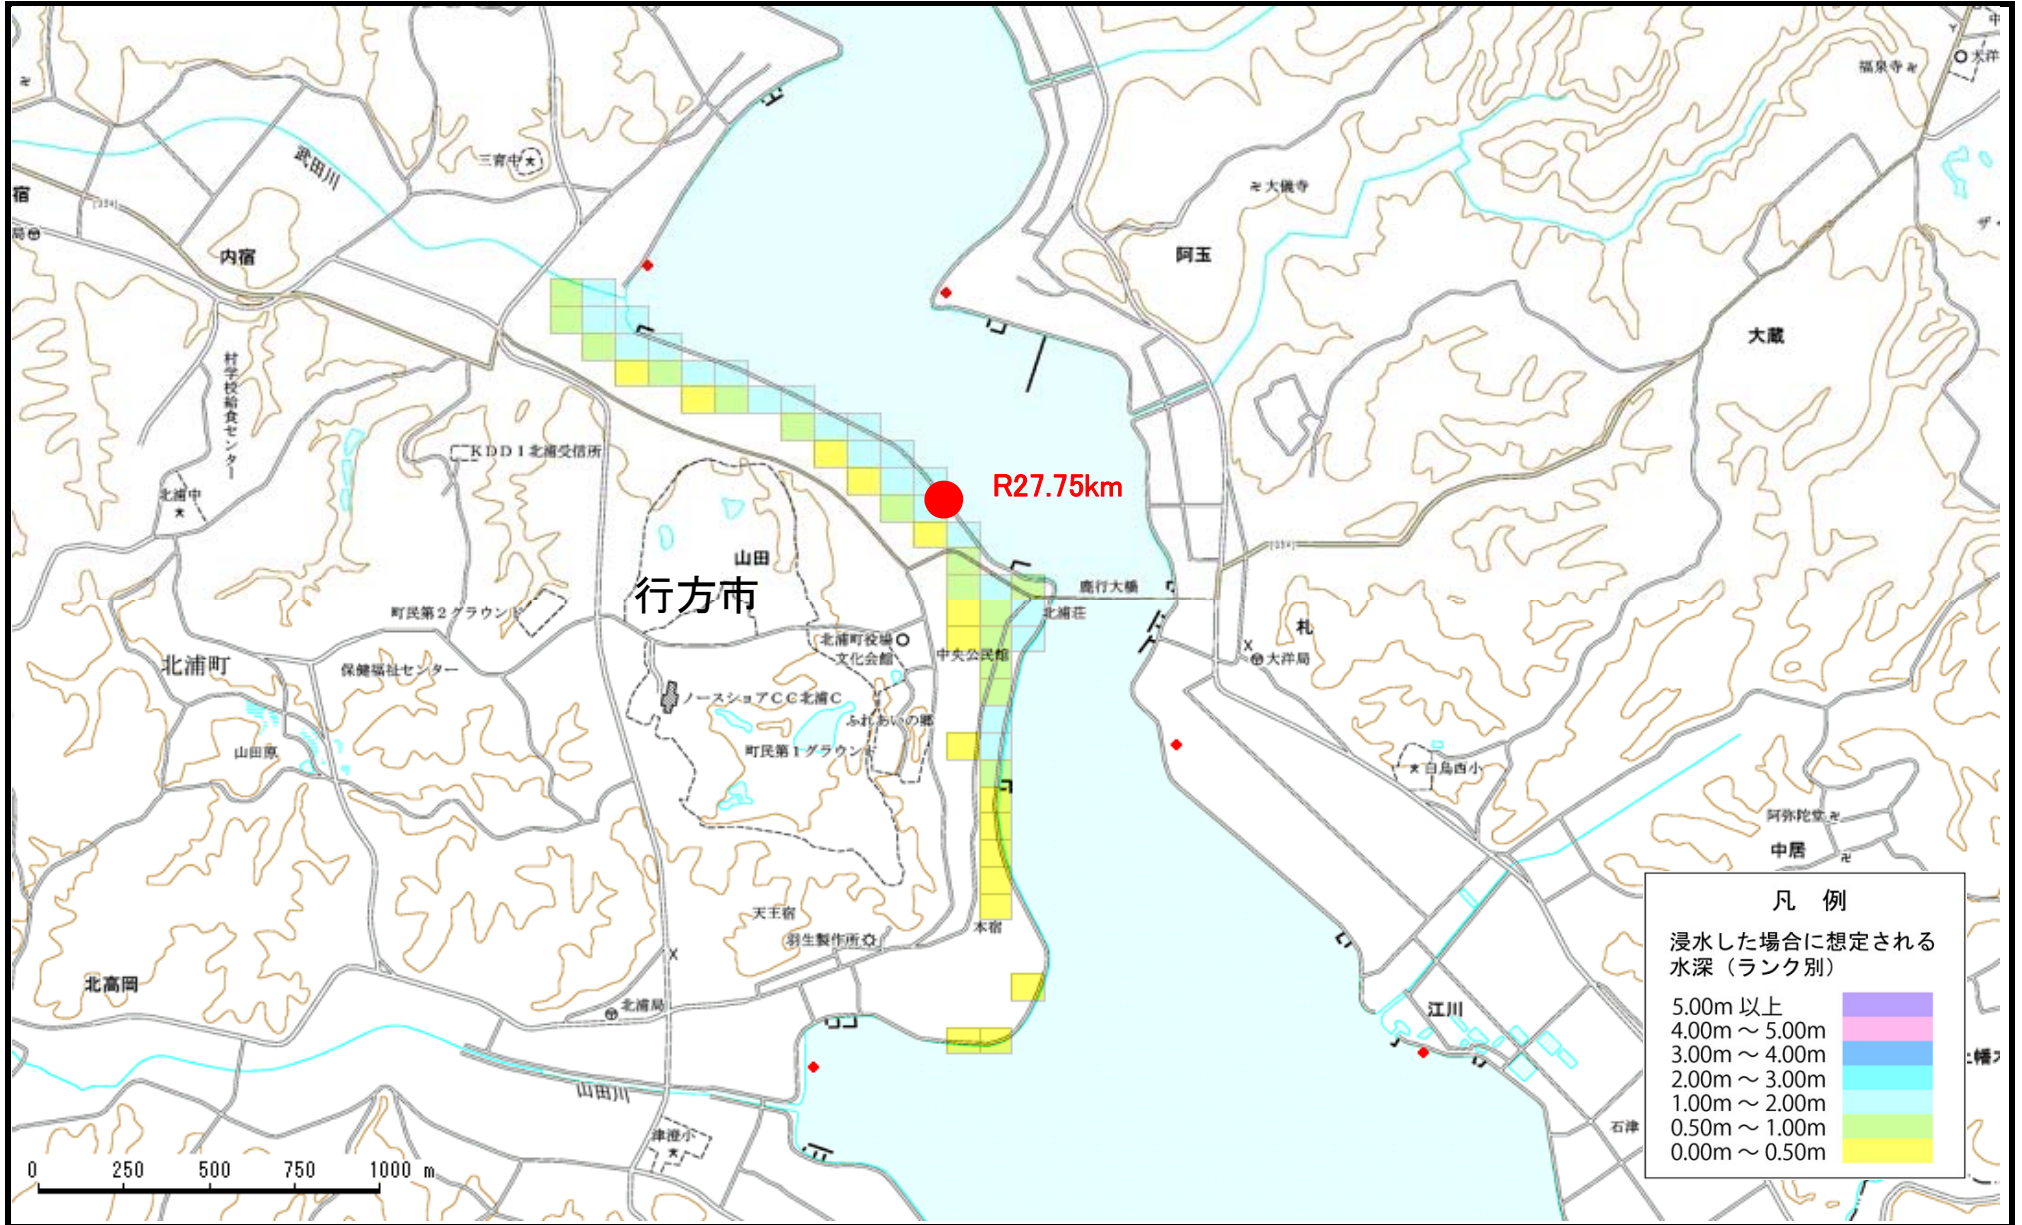 中
大洋
福泉寺
三育中
武田川
大儀寺
宿
[334]
局
ザ
内宿
阿玉
大蔵
村学校給食センター
KDDI北浦受信所
北浦中
R27.75km
山田
行方市
鹿行大橋
町民第2グラウンド
北浦荘
札
北浦町役場
文化会館
中央公民館
大洋局
北浦町
保健福祉センター
ノースショアCC北浦C
ふれあいの郷
山田原
町民第1グラウンド
白鳥西小
阿弥陀堂
中居
天王宿
本宿
羽生製作所
北高岡
北浦局
江川
山田川
石津
津澄小
凡 例
浸水した場合に想定される
水深(ランク別)
5.00m 以上
4.00m ～ 5.00m
3.00m ～ 4.00m
2.00m ～ 3.00m
1.00m ～ 2.00m
0.50m ～ 1.00m
0.00m ～ 0.50m
0 250 500 750 1000 m